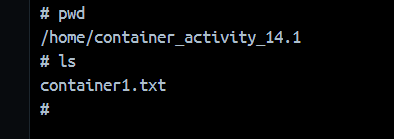 # pwd
/home/container_activity_14.1
# ls
container1.txt
#